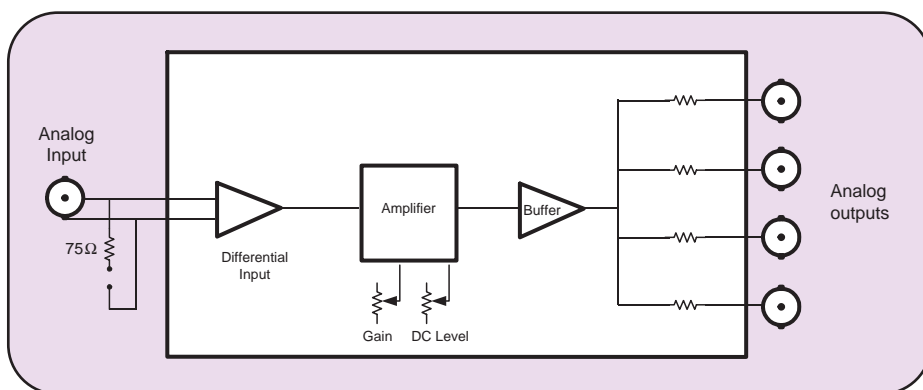 Analog
Input
75Ω
Differential
Input
Amplifier
Gain
DC Level
Buffer
Analog
outputs